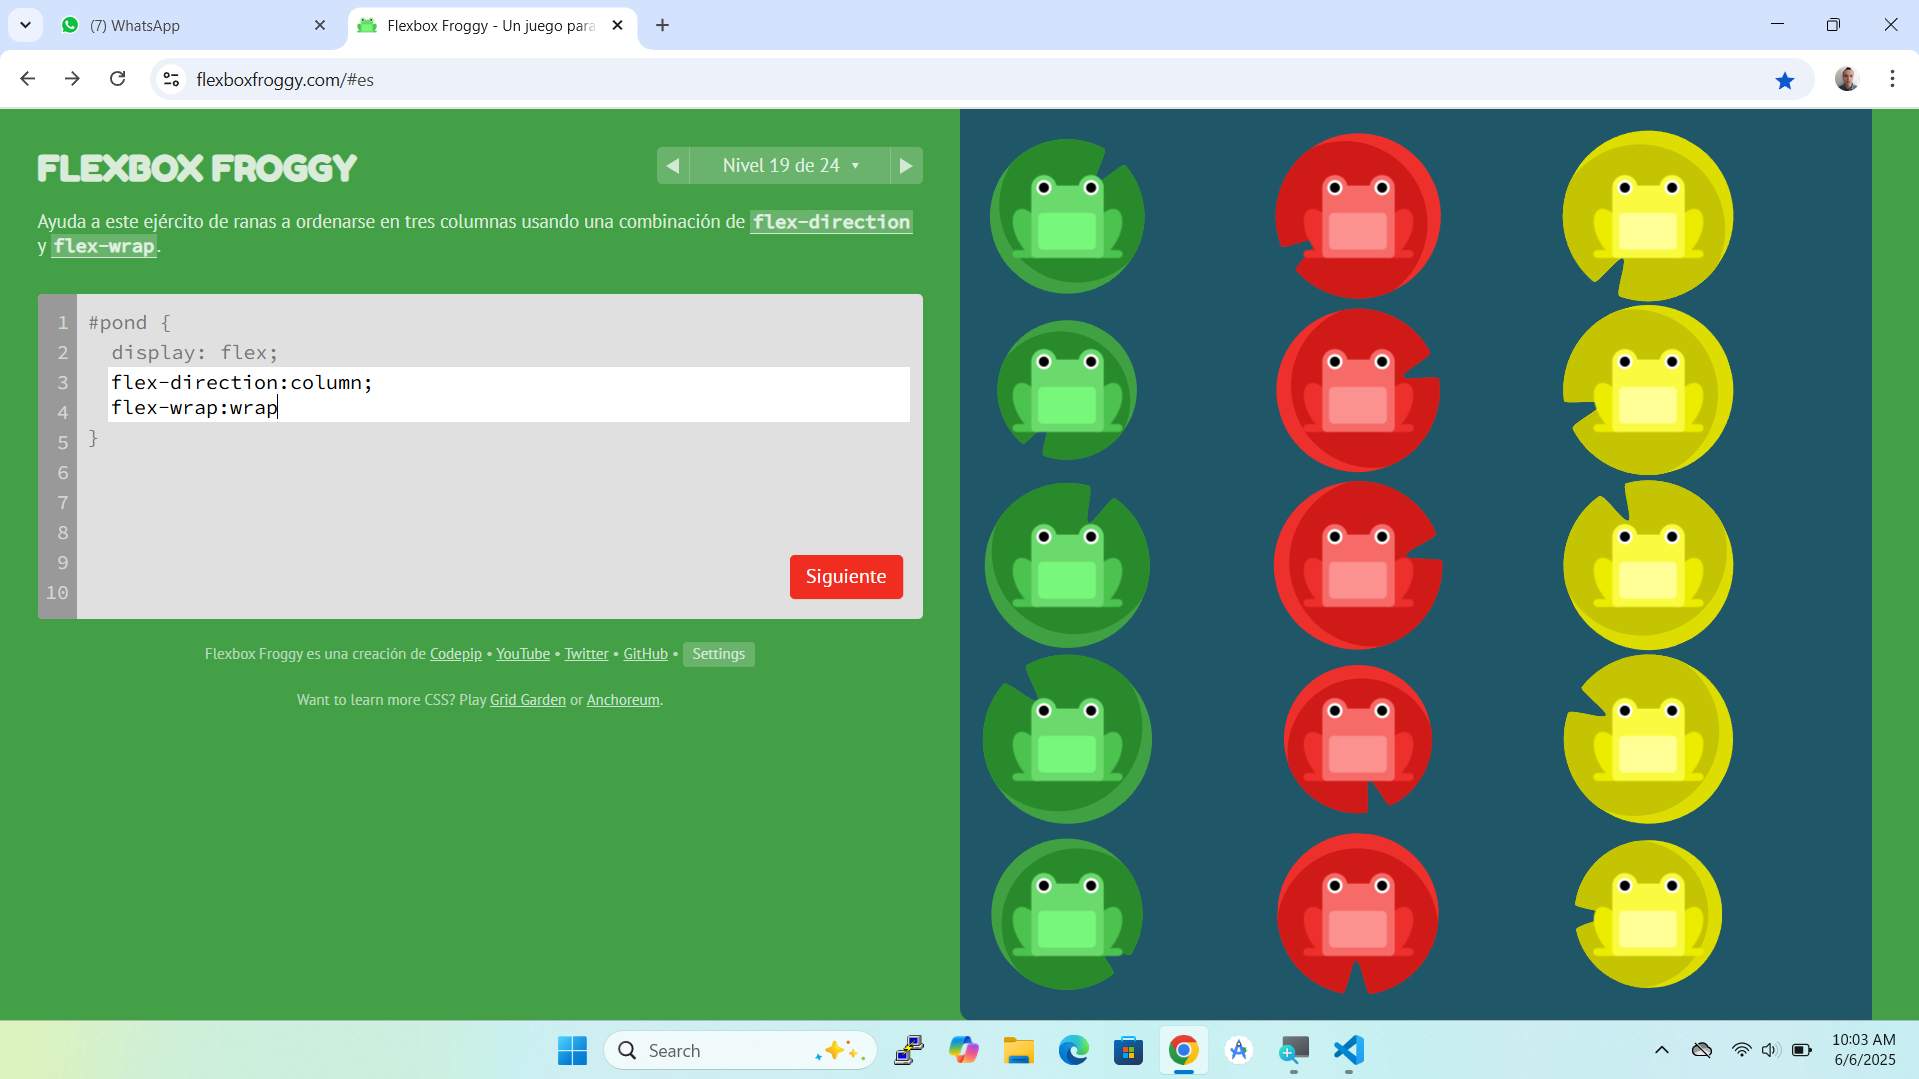 (7) WhatsApp
Flexbox Froggy - Un juego para
flexboxfroggy.com/#es
FLEXBOX FROGGY
Nivel 19 de 24
Ayuda a este ejército de ranas a ordenarse en tres columnas usando una combinación de flex-direction
y flex-wrap.
1 #pond {
2 display: flex;
3 flex-direction:column;
4 flex-wrap:wrap
5 }
6
7
8
9
10
Siguiente
Flexbox Froggy es una creación de Codepip • YouTube • Twitter • GitHub • Settings
Want to learn more CSS? Play Grid Garden or Anchoreum.
Search
10:03 AM
6/6/2025